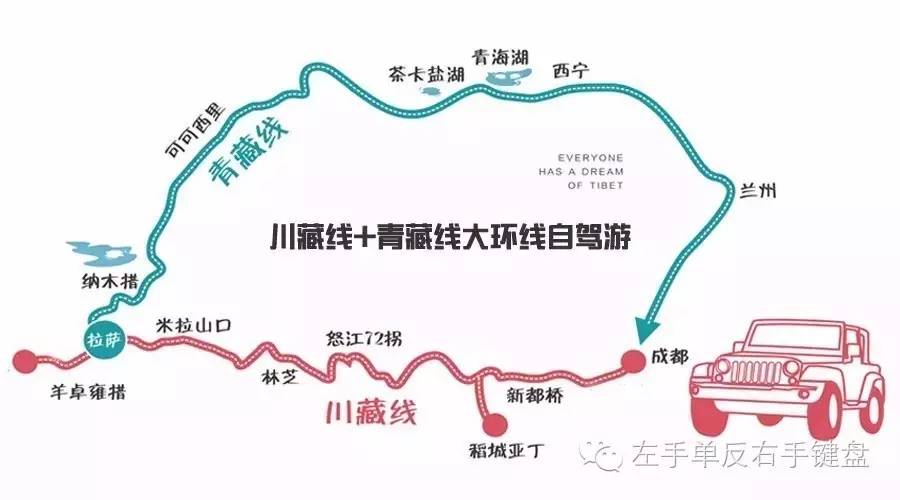 青海湖
茶卡盐湖
西宁
可可西里
青藏线
EVERYONE
HAS A DREAM
OF TIBET
兰州
川藏线+青藏线大环线自驾游
纳木措
拉萨
米拉山口
怒江72拐
成都
羊卓雍措
林芝
川藏线
新都桥
稻城亚丁
左手单反右手键盘